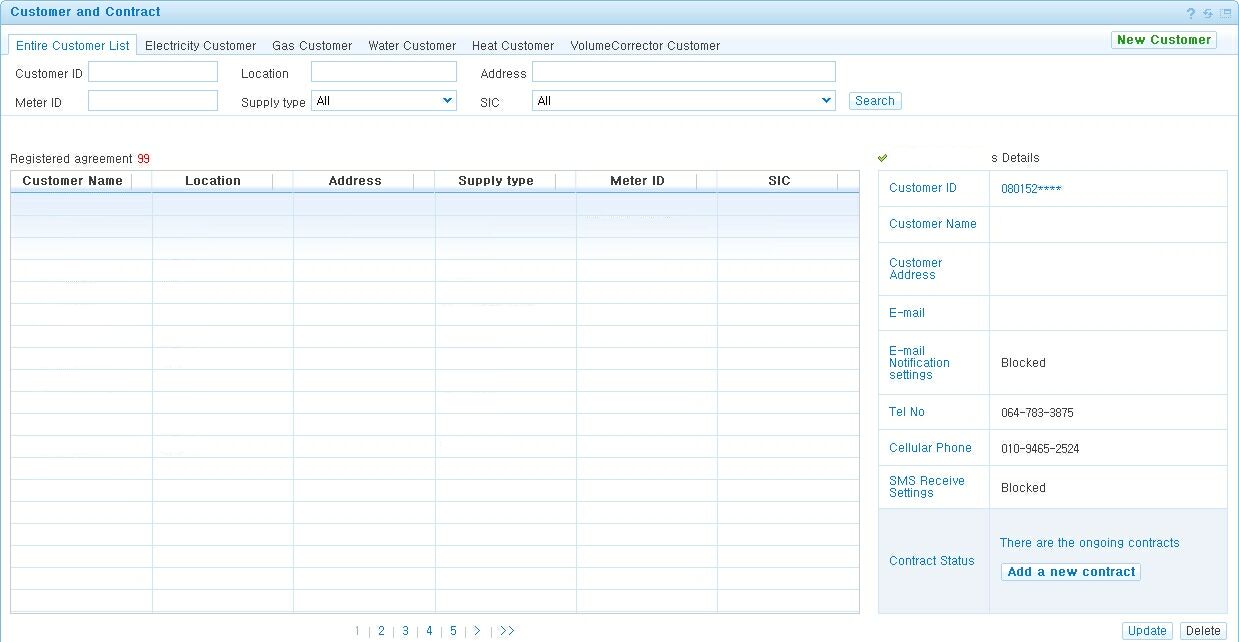 Customer and Contract
?
Entire Customer List Electricity Customer Gas Customer Water Customer Heat Customer VolumeCorrector Customer New Customer
Customer ID Location Address
Meter ID Supply type All SIC All Search
Registered agreement 99
Customer Name Location Address Supply type Meter ID SIC
1 | 2 | 3 | 4 | 5 | > | >>
s Details
Customer ID 080152****
Customer Name
Customer
Address
E-mail
E-mail
Notification
settings
Blocked
Tel No 064-783-3875
Cellular Phone 010-9465-2524
SMS Receive
Settings
Blocked
Contract Status
There are the ongoing contracts
Add a new contract
Update Delete